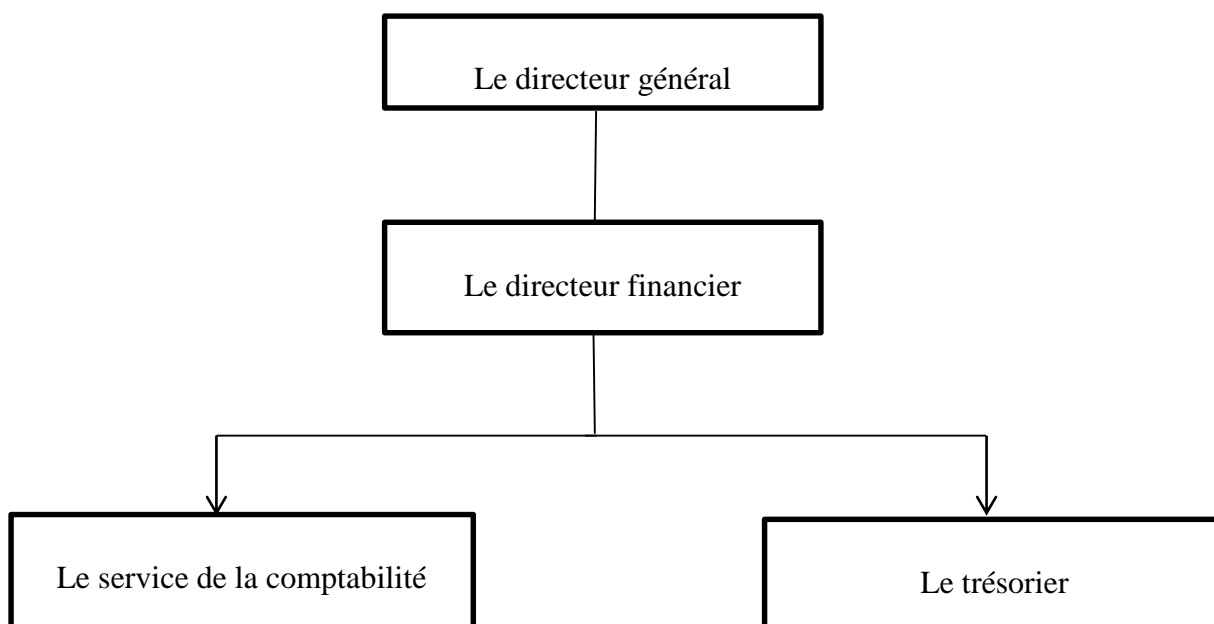 Le directeur général
Le directeur financier
Le service de la comptabilité
Le trésorier